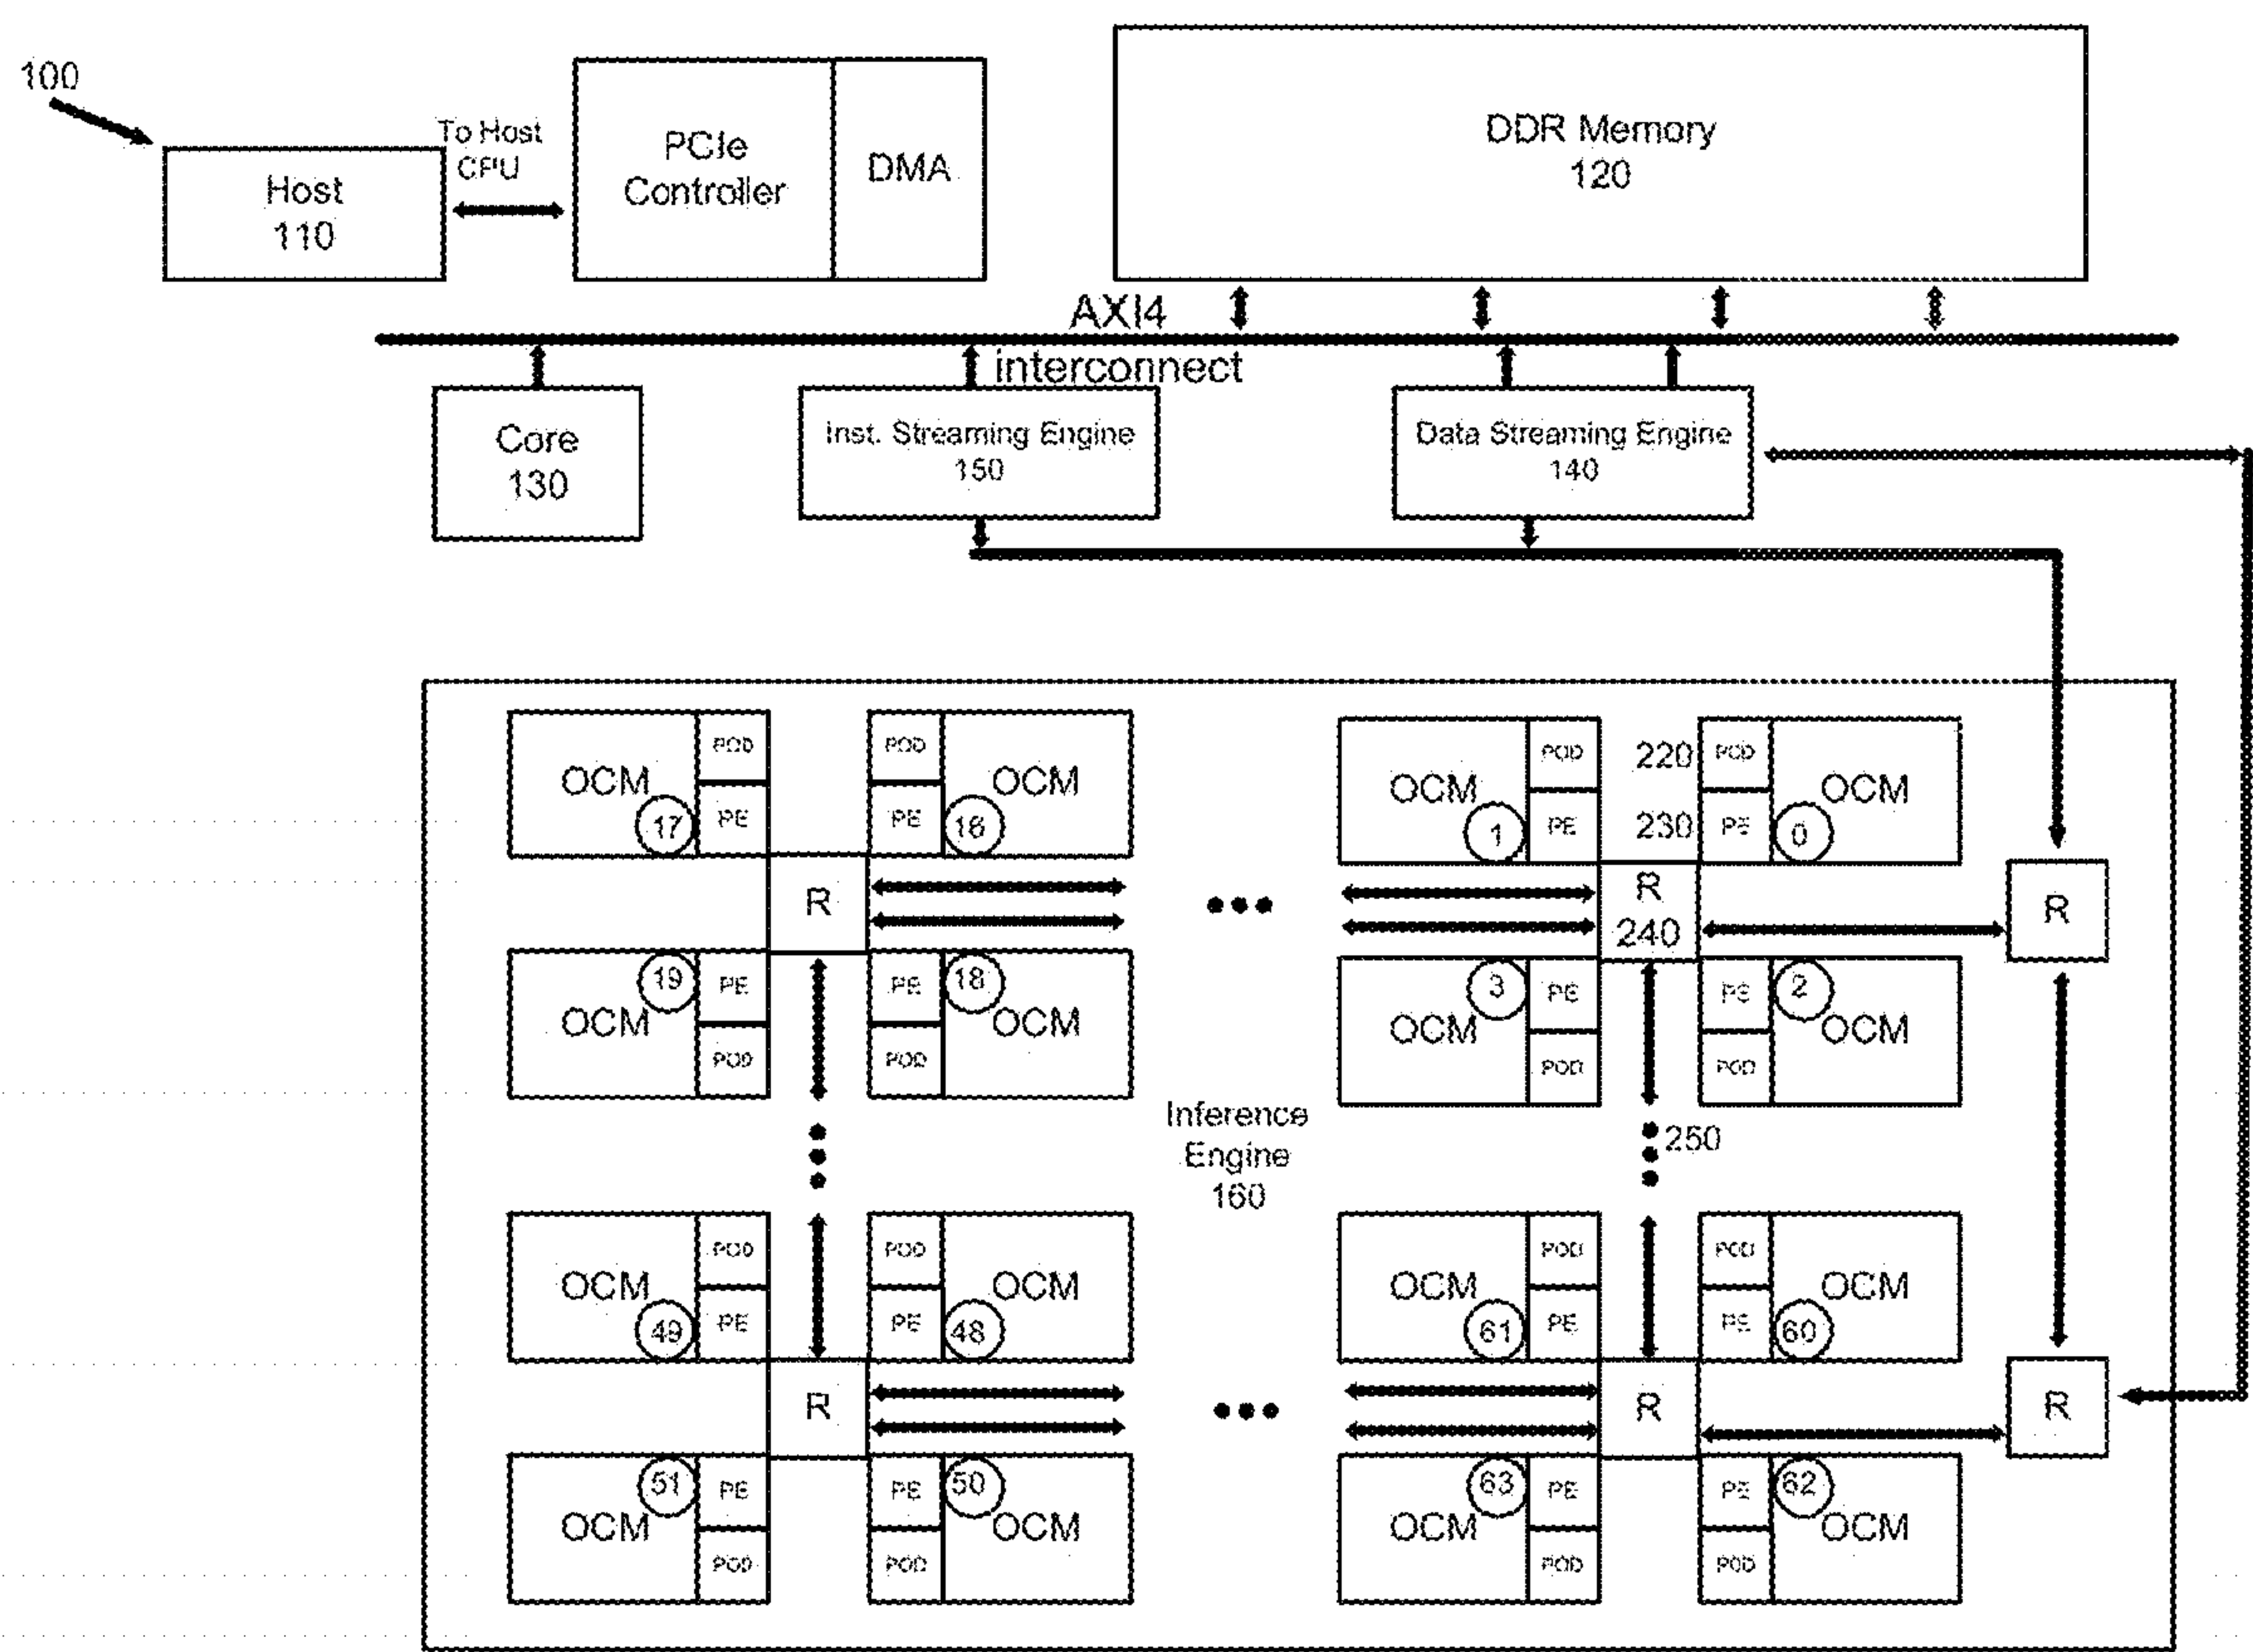 100
Host
110
To Host
CPU
PCIe
Controller
DMA
DDR Memory
120
AXI4
interconnect
Core
130
Inst. Streaming Engine
150
Data Streaming Engine
140
OCM
17
POD
PE
POD
PE
16
OCM
OCM
1
POD
PE
220
230
POD
PE
0
OCM
R
R
240
R
OCM
19
PE
POD
PE
POD
18
OCM
OCM
3
PE
POD
PE
POD
2
OCM
Inference
Engine
160
250
OCM
49
POD
PE
POD
PE
48
OCM
OCM
61
POD
PE
POD
PE
60
OCM
R
R
R
OCM
51
PE
POD
PE
POD
50
OCM
OCM
63
PE
POD
PE
POD
62
OCM